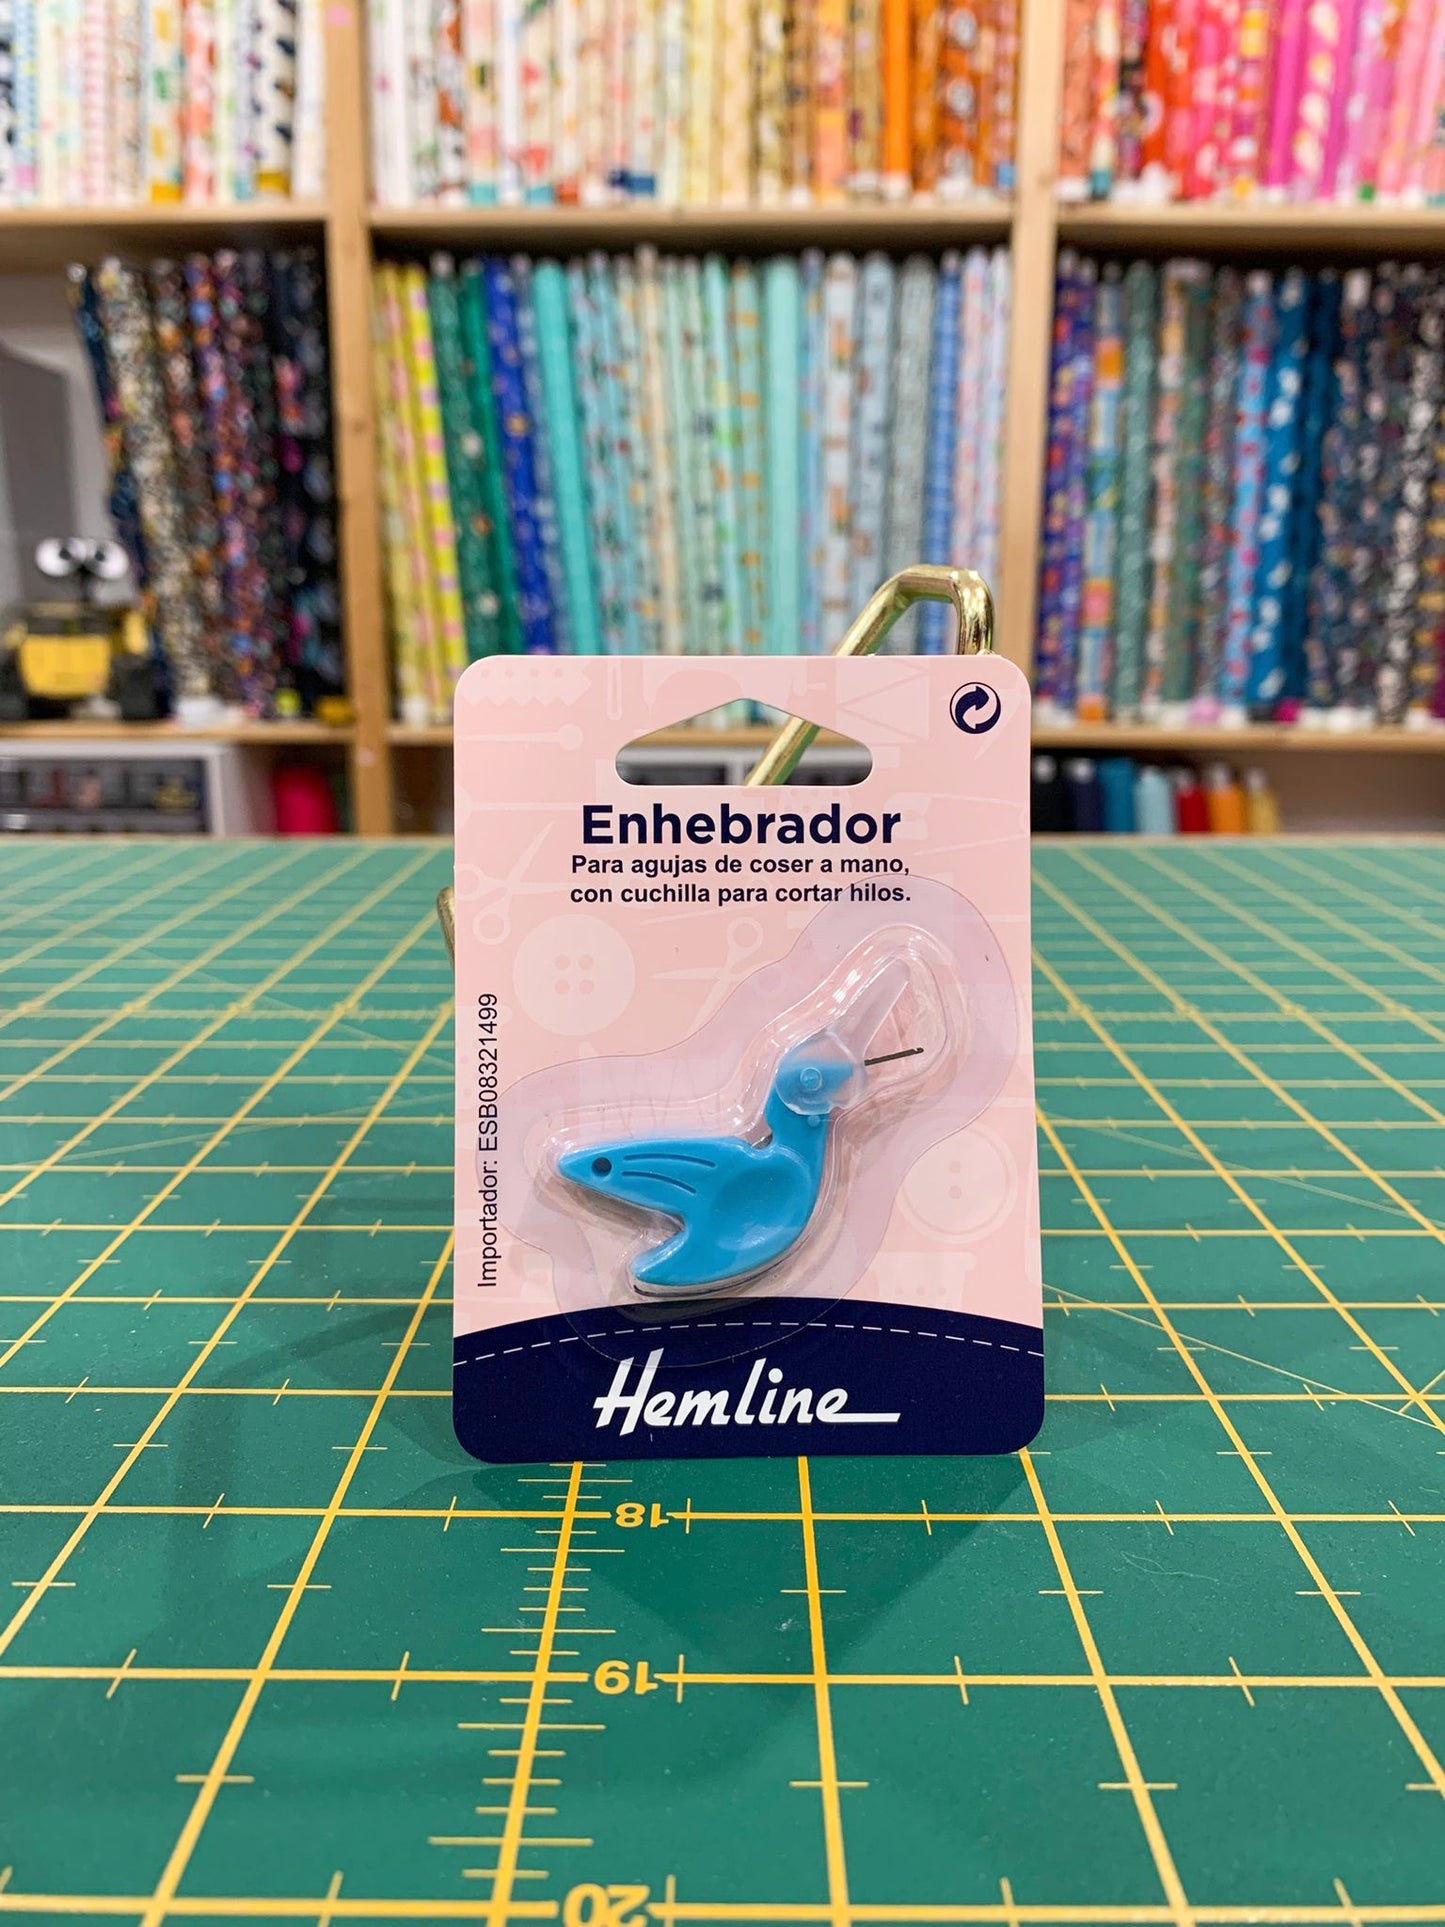 Enhebrador
Para agujas de coser a mano,
con cuchilla para cortar hilos.
Importador: ESB08321499
Hemline
18
19
20